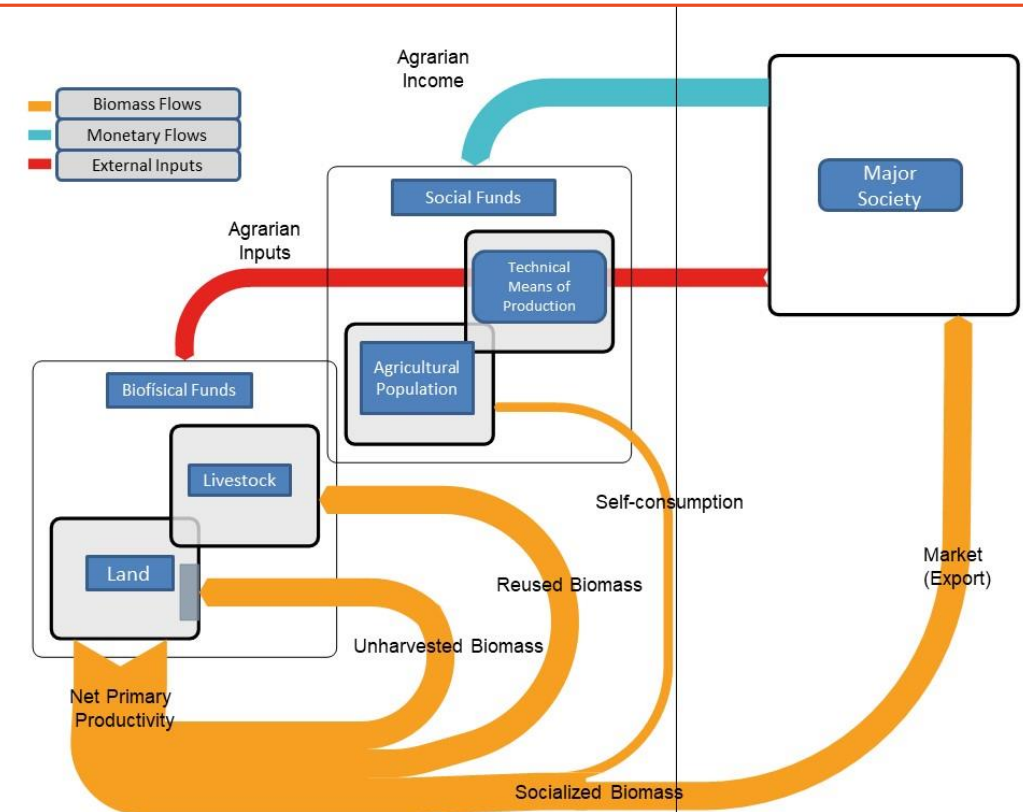 Agrarian
Income
Biomass Flows
Monetary Flows
External Inputs
Major
Society
Social Funds
Agrarian
Inputs
Technical
Means of
Production
Agricultural
Population
Biofísical Funds
Livestock
Self-consumption
Land
Market
(Export)
Reused Biomass
Unharvested Biomass
Net Primary
Productivity
Socialized Biomass